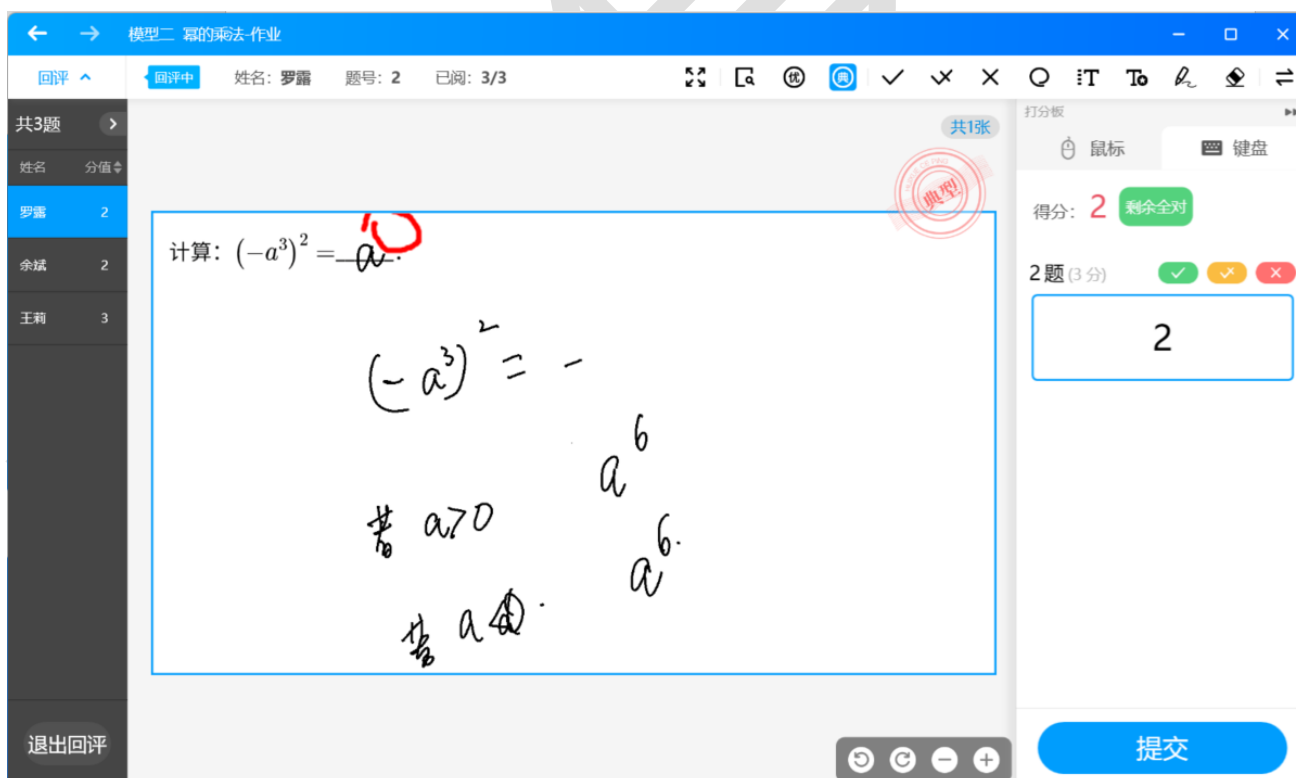 模型二 幂的乘法-作业
回评 回评中 姓名：罗露 题号：2 已阅：3/3 优 典
共3题
姓名 分值
罗露 2
余斌 2
王莉 3
退出回评
共1张
典型
计算：(-a³)² = a.
(-a³)² = -
a⁶
若 a>0
a⁶.
若 a
打分板
鼠标 键盘
得分：2 剩余全对
2题(3分)
2
提交